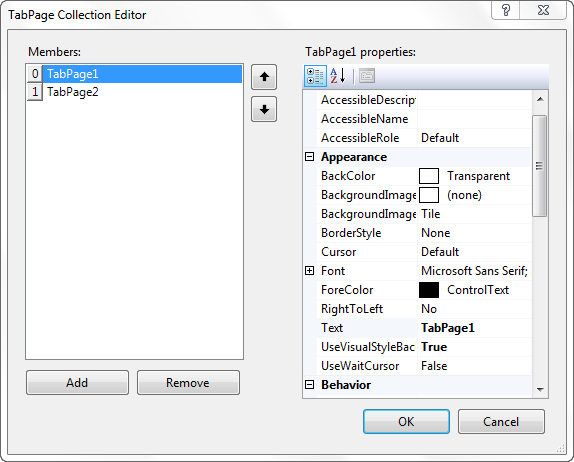 TabPage Collection Editor
Members:
0 TabPage1
1 TabPage2
Add
Remove
TabPage1 properties:
AccessibleDescript
AccessibleName
AccessibleRole Default
Appearance
BackColor Transparent
BackgroundImage (none)
BackgroundImage Tile
BorderStyle None
Cursor Default
Font Microsoft Sans Serif;
ForeColor ControlText
RightToLeft No
Text TabPage1
UseVisualStyleBac True
UseWaitCursor False
Behavior
OK
Cancel